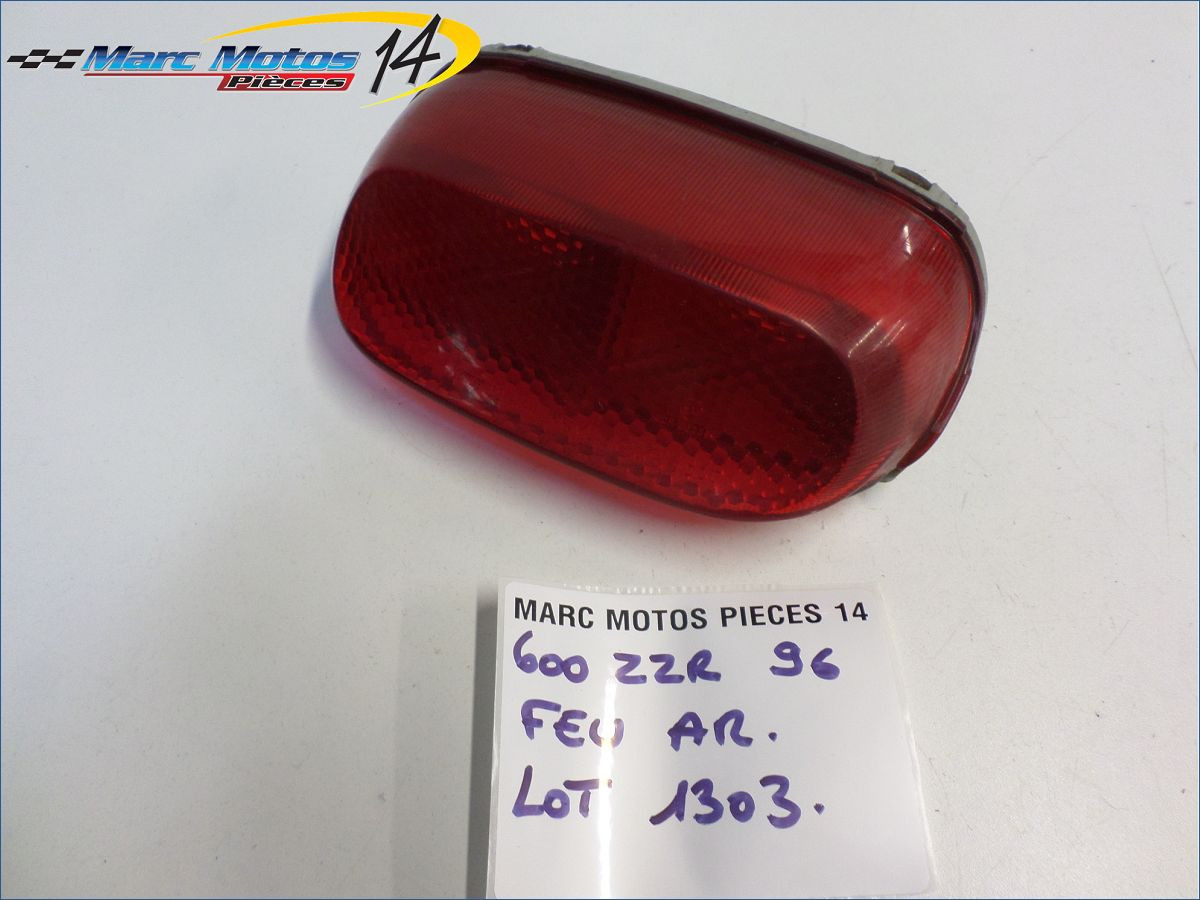 Marc Motos 14
Pièces
MARC MOTOS PIECES 14
600 ZZR 96
FEU AR.
LOT 1303.